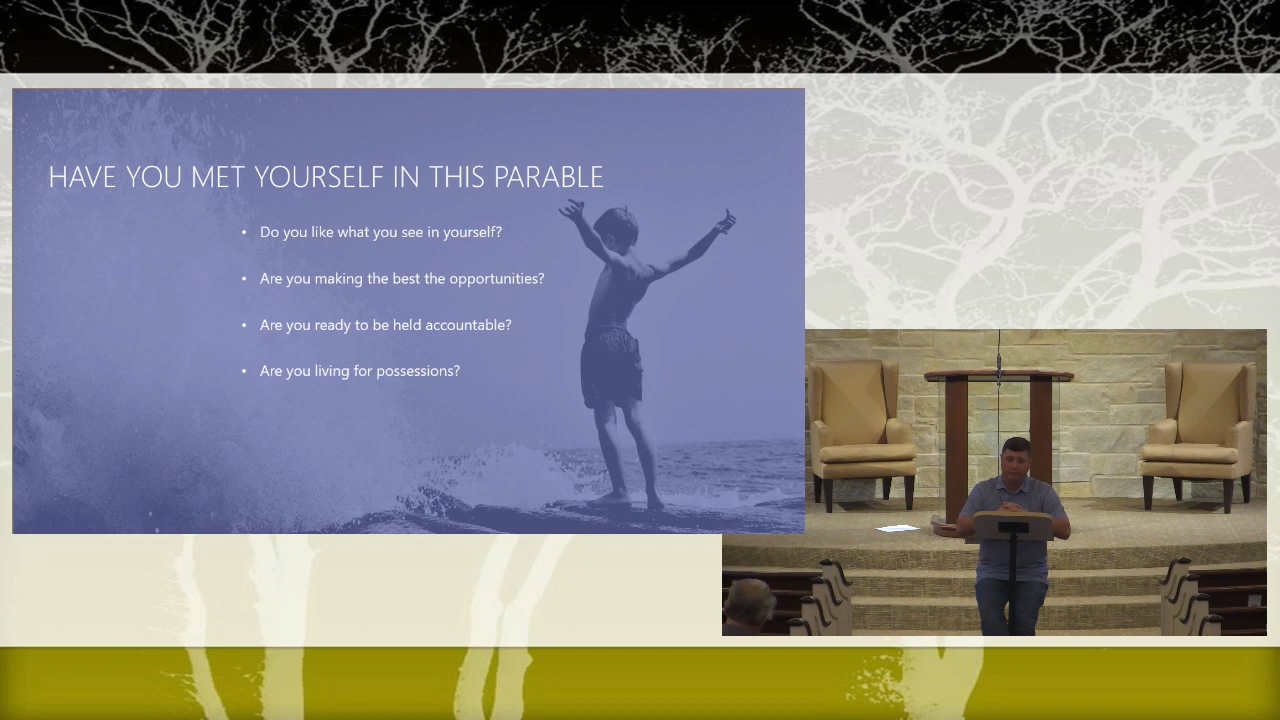 HAVE YOU MET YOURSELF IN THIS PARABLE
• Do you like what you see in yourself?
• Are you making the best the opportunities?
• Are you ready to be held accountable?
• Are you living for possessions?